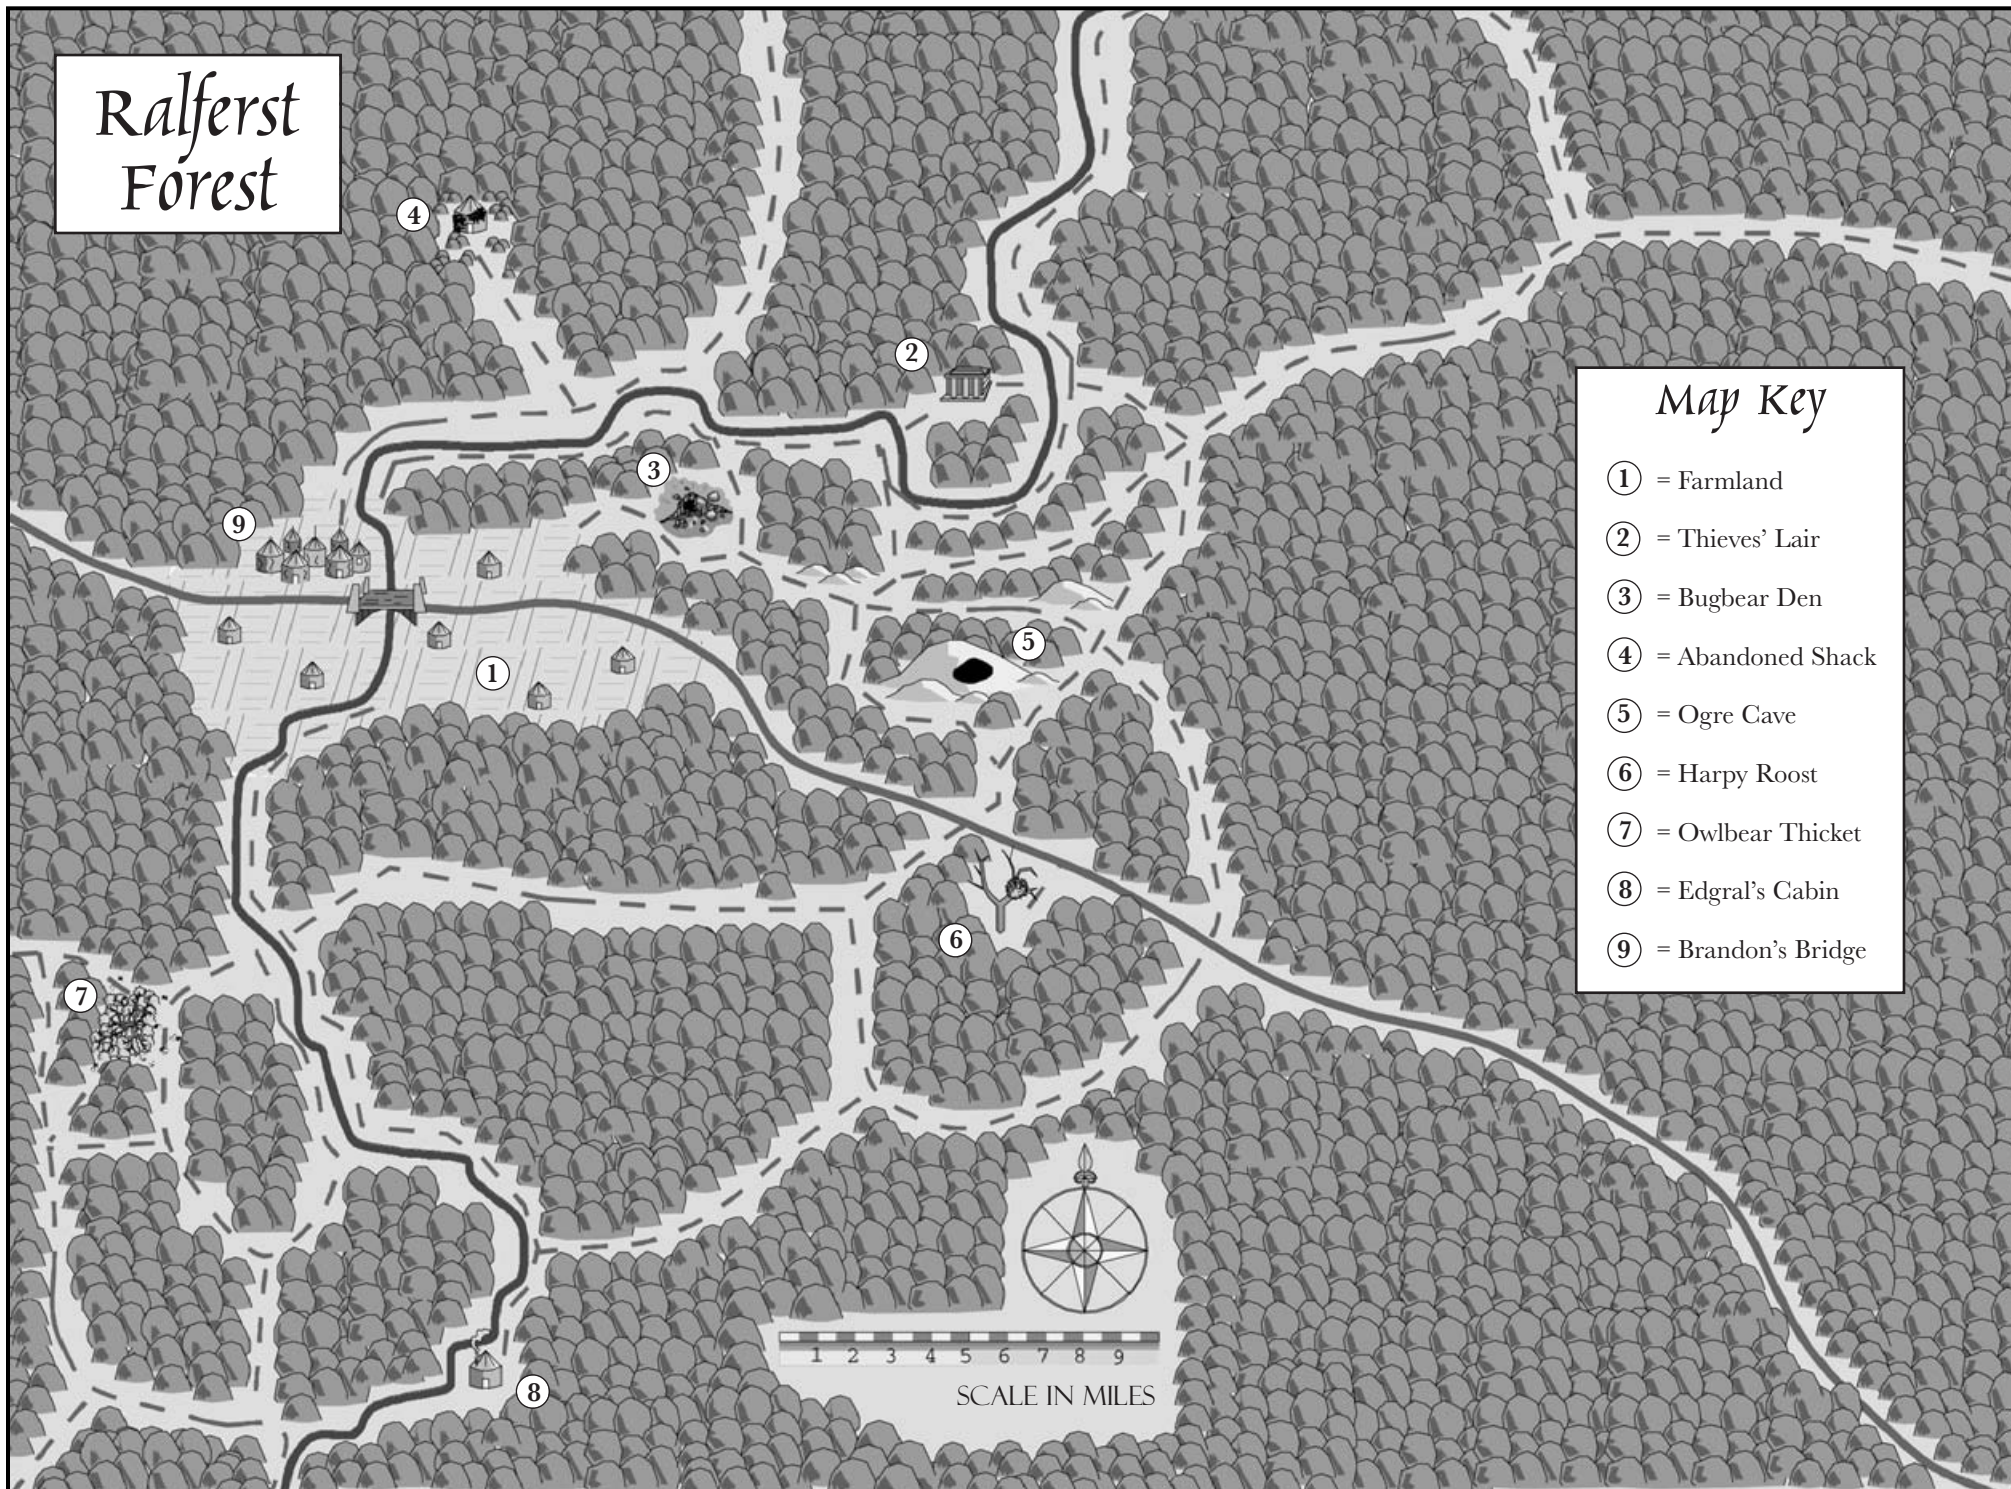 Ralferst
Forest
4
2
3
9
1
5
6
7
8
Map Key
1 = Farmland
2 = Thieves' Lair
3 = Bugbear Den
4 = Abandoned Shack
5 = Ogre Cave
6 = Harpy Roost
7 = Owlbear Thicket
8 = Edgral's Cabin
9 = Brandon's Bridge
1 2 3 4 5 6 7 8 9
SCALE IN MILES